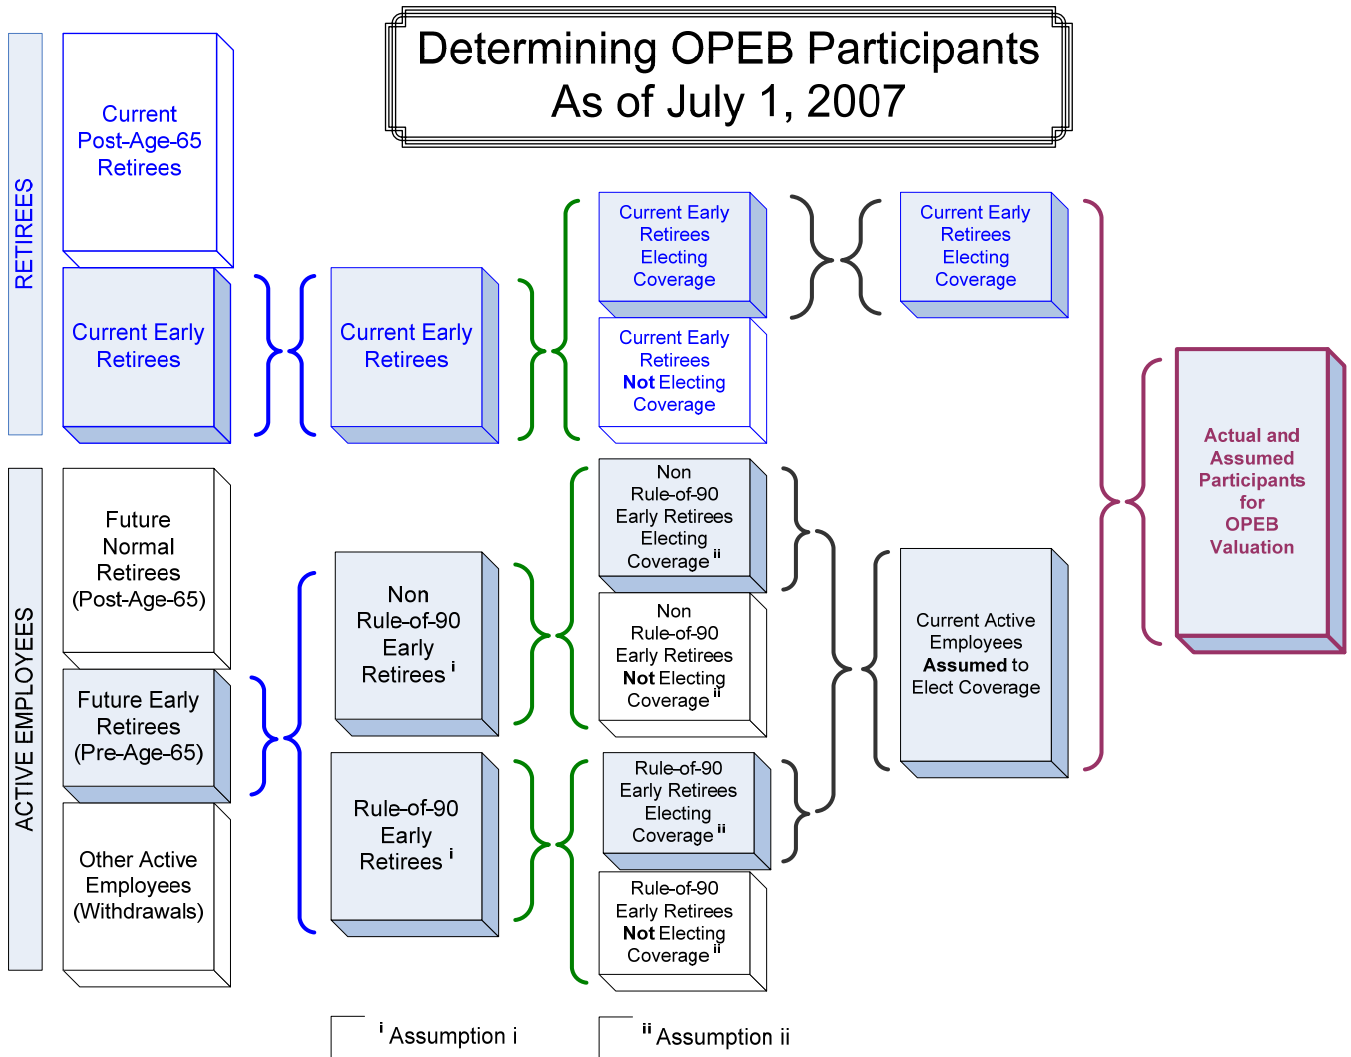 Determining OPEB Participants
As of July 1, 2007
RETIREES
Current
Post-Age-65
Retirees
Current Early
Retirees
Current Early
Retirees
Current Early
Retirees
Electing
Coverage
Current Early
Retirees
Not Electing
Coverage
Current Early
Retirees
Electing
Coverage
ACTIVE EMPLOYEES
Future
Normal
Retirees
(Post-Age-65)
Future Early
Retirees
(Pre-Age-65)
Other Active
Employees
(Withdrawals)
Non
Rule-of-90
Early
Retirees i
Rule-of-90
Early
Retirees i
Non
Rule-of-90
Early Retirees
Electing
Coverage ii
Non
Rule-of-90
Early Retirees
Not Electing
Coverage ii
Rule-of-90
Early Retirees
Electing
Coverage ii
Rule-of-90
Early Retirees
Not Electing
Coverage ii
Current Active
Employees
Assumed to
Elect Coverage
Actual and
Assumed
Participants
for
OPEB
Valuation
i Assumption i
ii Assumption ii